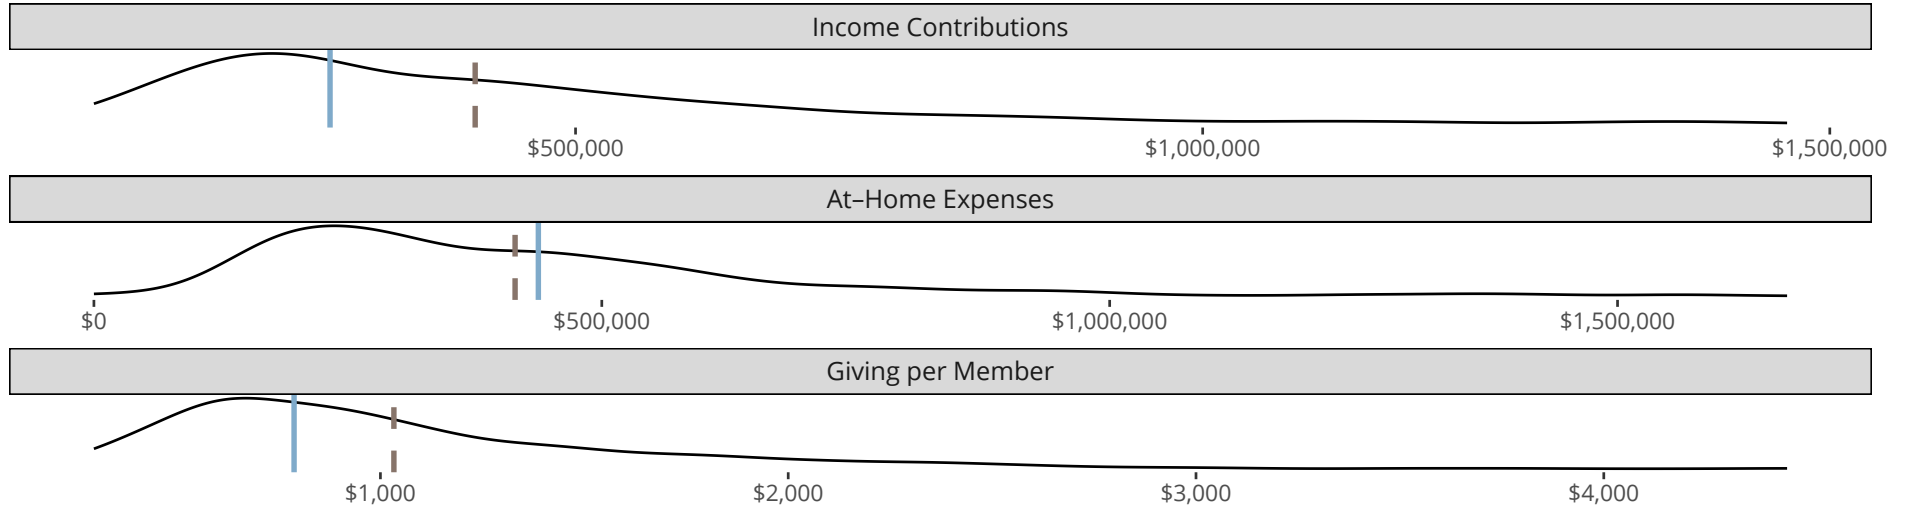 Income Contributions
$500,000 $1,000,000 $1,500,000
At–Home Expenses
$0 $500,000 $1,000,000 $1,500,000
Giving per Member
$1,000 $2,000 $3,000 $4,000